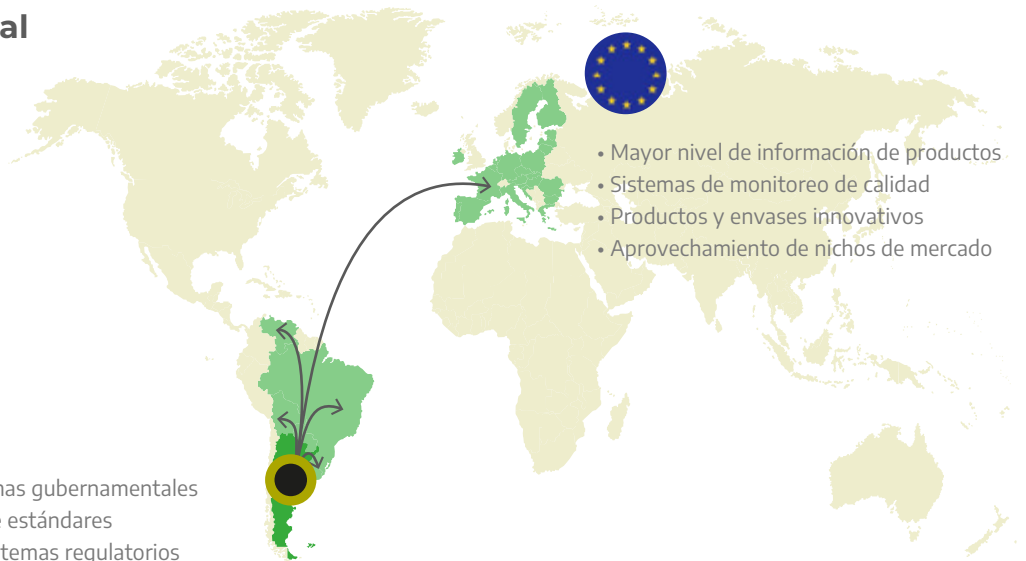 al
• Mayor nivel de información de productos
• Sistemas de monitoreo de calidad
• Productos y envases innovativos
• Aprovechamiento de nichos de mercado
nas gubernamentales
e estándares
temas regulatorios